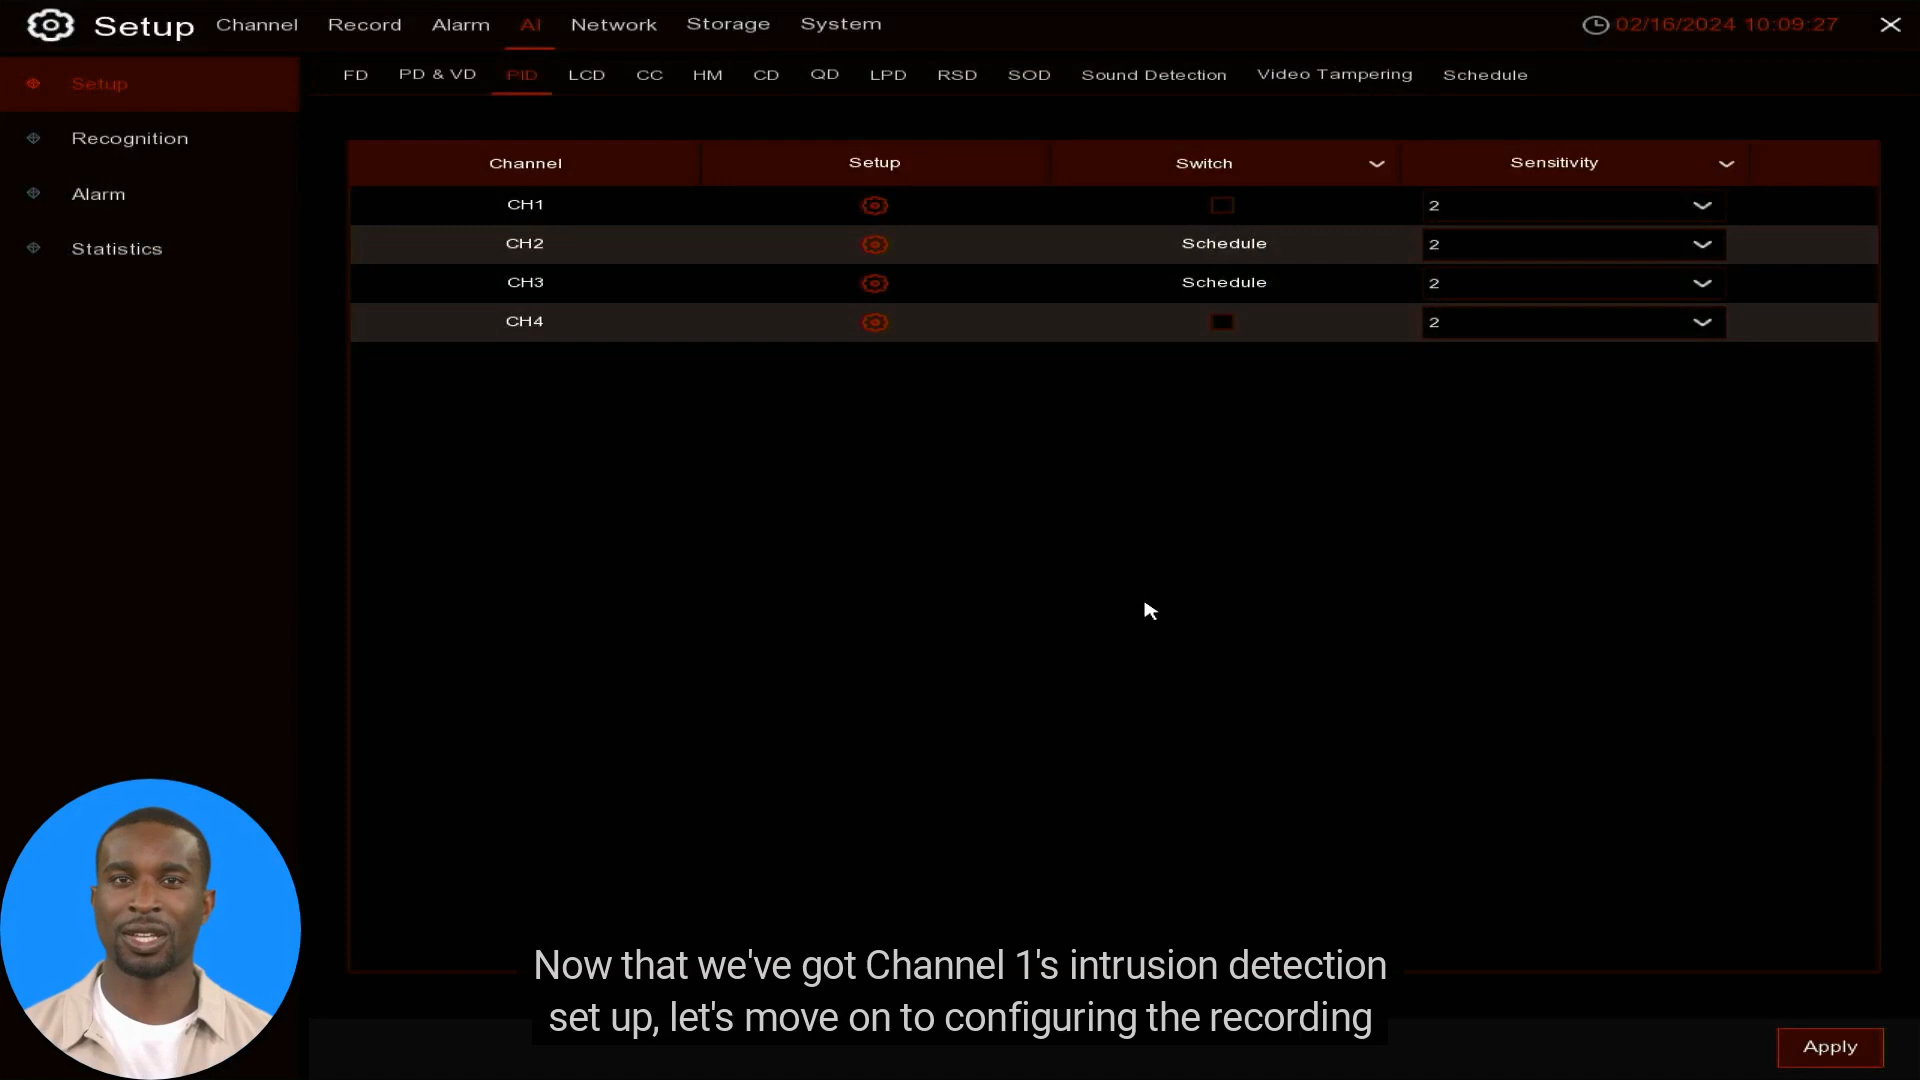 Setup Channel Record Alarm AI Network Storage System 02/16/2024 10:09:27
Setup
FD PD & VD PID LCD CC HM CD QD LPD RSD SOD Sound Detection Video Tampering Schedule
Recognition
Alarm
Statistics
Channel Setup Switch Sensitivity
CH1 2
CH2 Schedule 2
CH3 Schedule 2
CH4 2
Now that we've got Channel 1's intrusion detection
set up, let's move on to configuring the recording
Apply